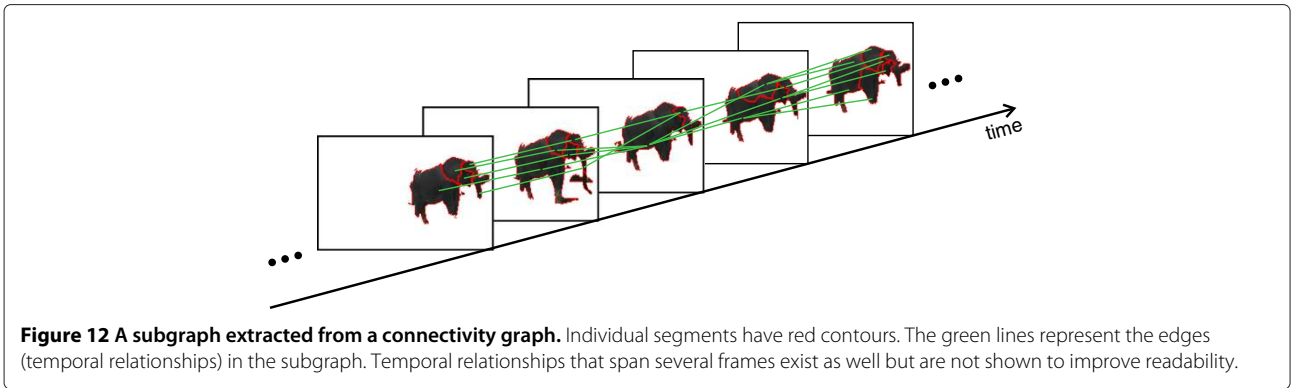 time
Figure 12 A subgraph extracted from a connectivity graph. Individual segments have red contours. The green lines represent the edges
(temporal relationships) in the subgraph. Temporal relationships that span several frames exist as well but are not shown to improve readability.